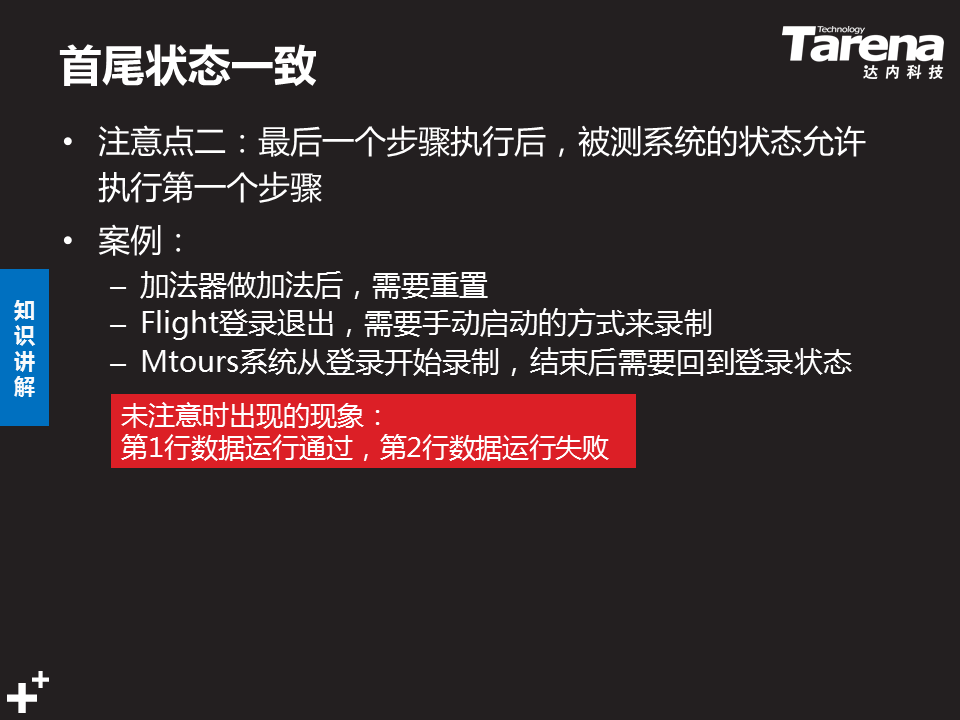 首尾状态一致
Technology
Tarena
达内科技
• 注意点二：最后一个步骤执行后，被测系统的状态允许
执行第一个步骤
• 案例：
– 加法器做加法后，需要重置
– Flight登录退出，需要手动启动的方式来录制
– Mtours系统从登录开始录制，结束后需要回到登录状态
知
识
讲
解
未注意时出现的现象：
第1行数据运行通过，第2行数据运行失败